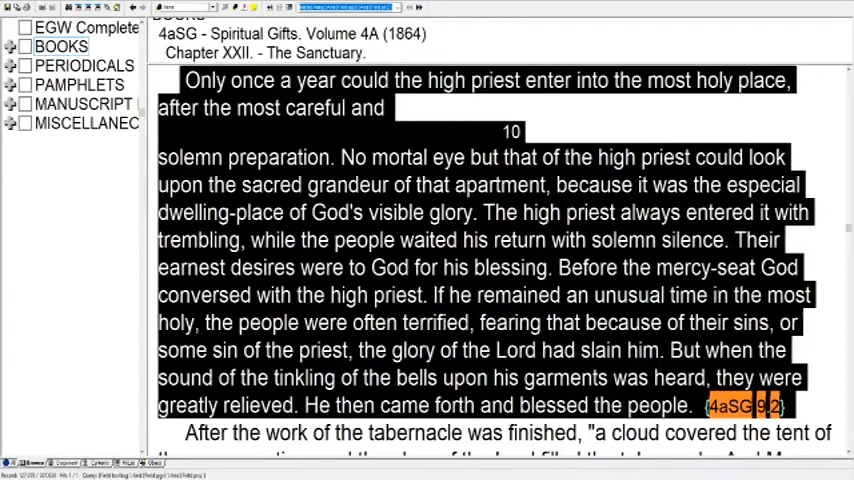 EGW Complete
BOOKS
PERIODICALS
PAMPHLETS
MANUSCRIPT
MISCELLANEC
4aSG - Spiritual Gifts. Volume 4A (1864)
Chapter XXII. - The Sanctuary.
Only once a year could the high priest enter into the most holy place,
after the most careful and
10
solemn preparation. No mortal eye but that of the high priest could look
upon the sacred grandeur of that apartment, because it was the especial
dwelling-place of God's visible glory. The high priest always entered it with
trembling, while the people waited his return with solemn silence. Their
earnest desires were to God for his blessing. Before the mercy-seat God
conversed with the high priest. If he remained an unusual time in the most
holy, the people were often terrified, fearing that because of their sins, or
some sin of the priest, the glory of the Lord had slain him. But when the
sound of the tinkling of the bells upon his garments was heard, they were
greatly relieved. He then came forth and blessed the people. {4aSG 9.2}
After the work of the tabernacle was finished, "a cloud covered the tent of